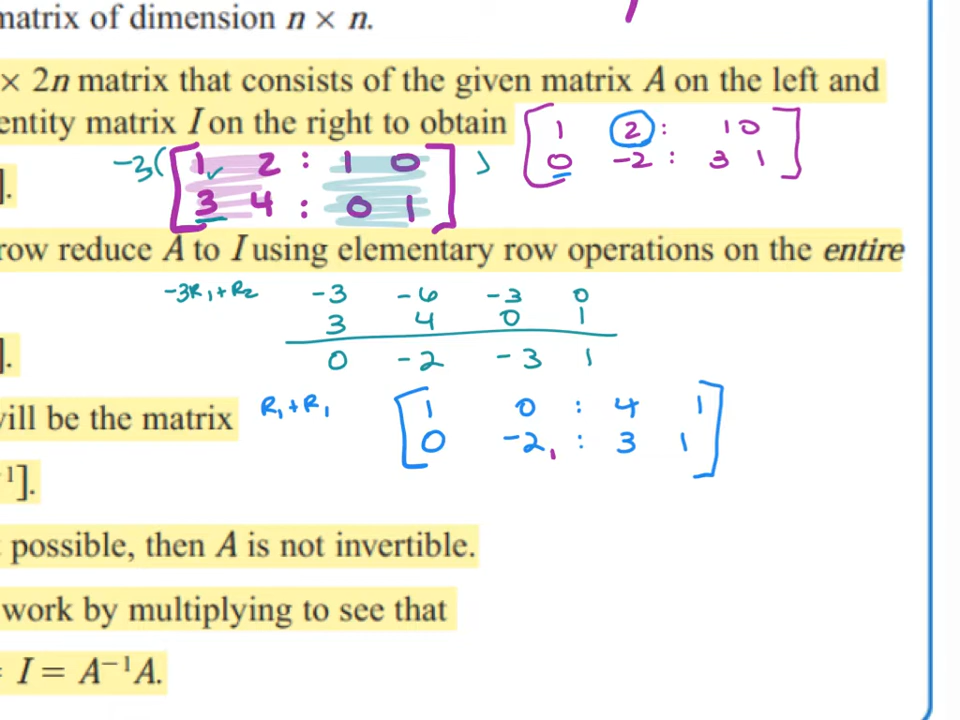 matrix of dimension n × n.
× 2n matrix that consists of the given matrix A on the left and
entity matrix I on the right to obtain
[ 1 2 : 1 0
0 -2 : 3 1 ]
-3( [ 1 2 : 1 0
3 4 : 0 1 ] )
].
row reduce A to I using elementary row operations on the entire
-3R1+R2 -3 -6 -3 0
3 4 0 1
0 -2 -3 1
].
will be the matrix
R1+R1 [ 1 0 : 4 1
0 -2 : 3 1 ]
-1].
possible, then A is not invertible.
work by multiplying to see that
= I = A⁻¹A.